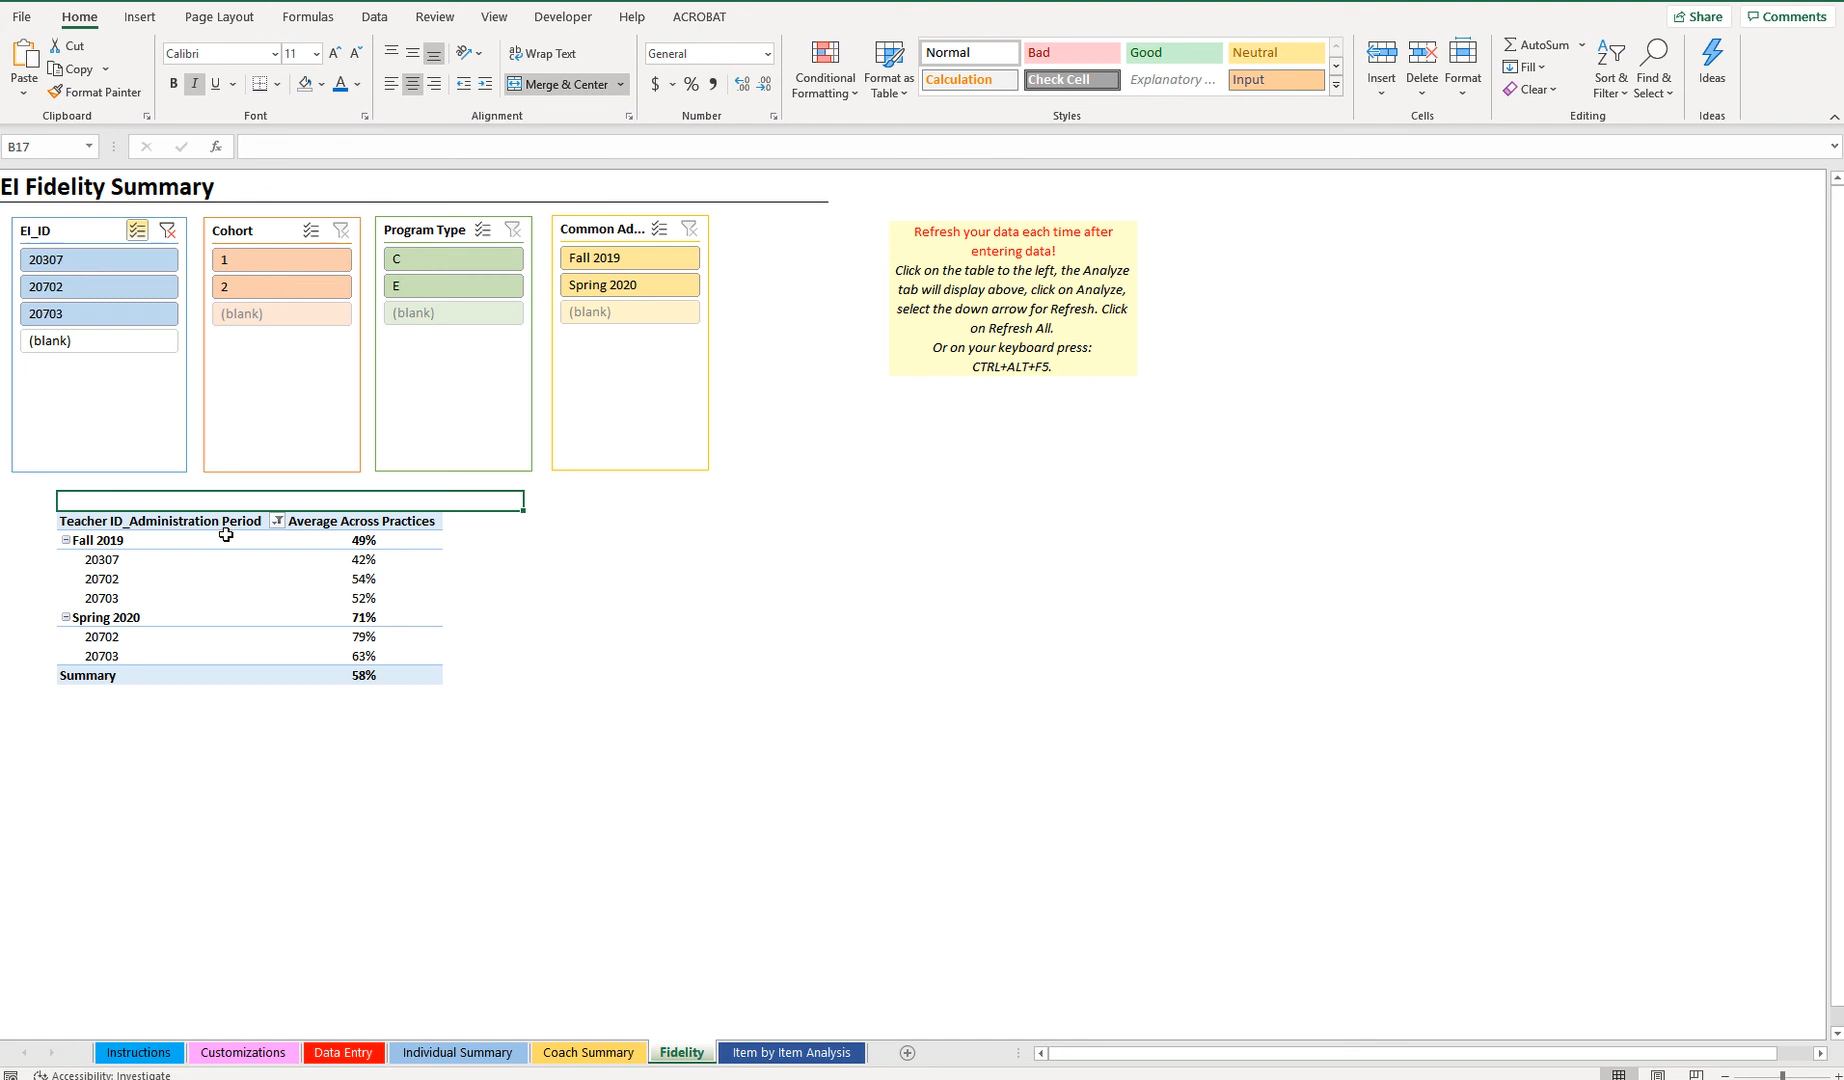 File Home Insert Page Layout Formulas Data Review View Developer Help ACROBAT Share Comments
Paste Cut Copy Format Painter Clipboard
Calibri 11 B I U A Font
Wrap Text Merge & Center Alignment
General $ % Number
Conditional Formatting Format as Table
Normal Bad Good Neutral
Calculation Check Cell Explanatory ... Input
Styles
Insert Delete Format Cells
AutoSum Fill Clear Sort & Filter Find & Select Editing
Ideas Ideas
B17 fx
EI Fidelity Summary
EI_ID
20307
20702
20703
(blank)
Cohort
1
2
(blank)
Program Type
C
E
(blank)
Common Ad...
Fall 2019
Spring 2020
(blank)
Refresh your data each time after
entering data!
Click on the table to the left, the Analyze
tab will display above, click on Analyze,
select the down arrow for Refresh. Click
on Refresh All.
Or on your keyboard press:
CTRL+ALT+F5.
Teacher ID_Administration Period Average Across Practices
Fall 2019 49%
20307 42%
20702 54%
20703 52%
Spring 2020 71%
20702 79%
20703 63%
Summary 58%
Instructions Customizations Data Entry Individual Summary Coach Summary Fidelity Item by Item Analysis
Accessibility: Investigate